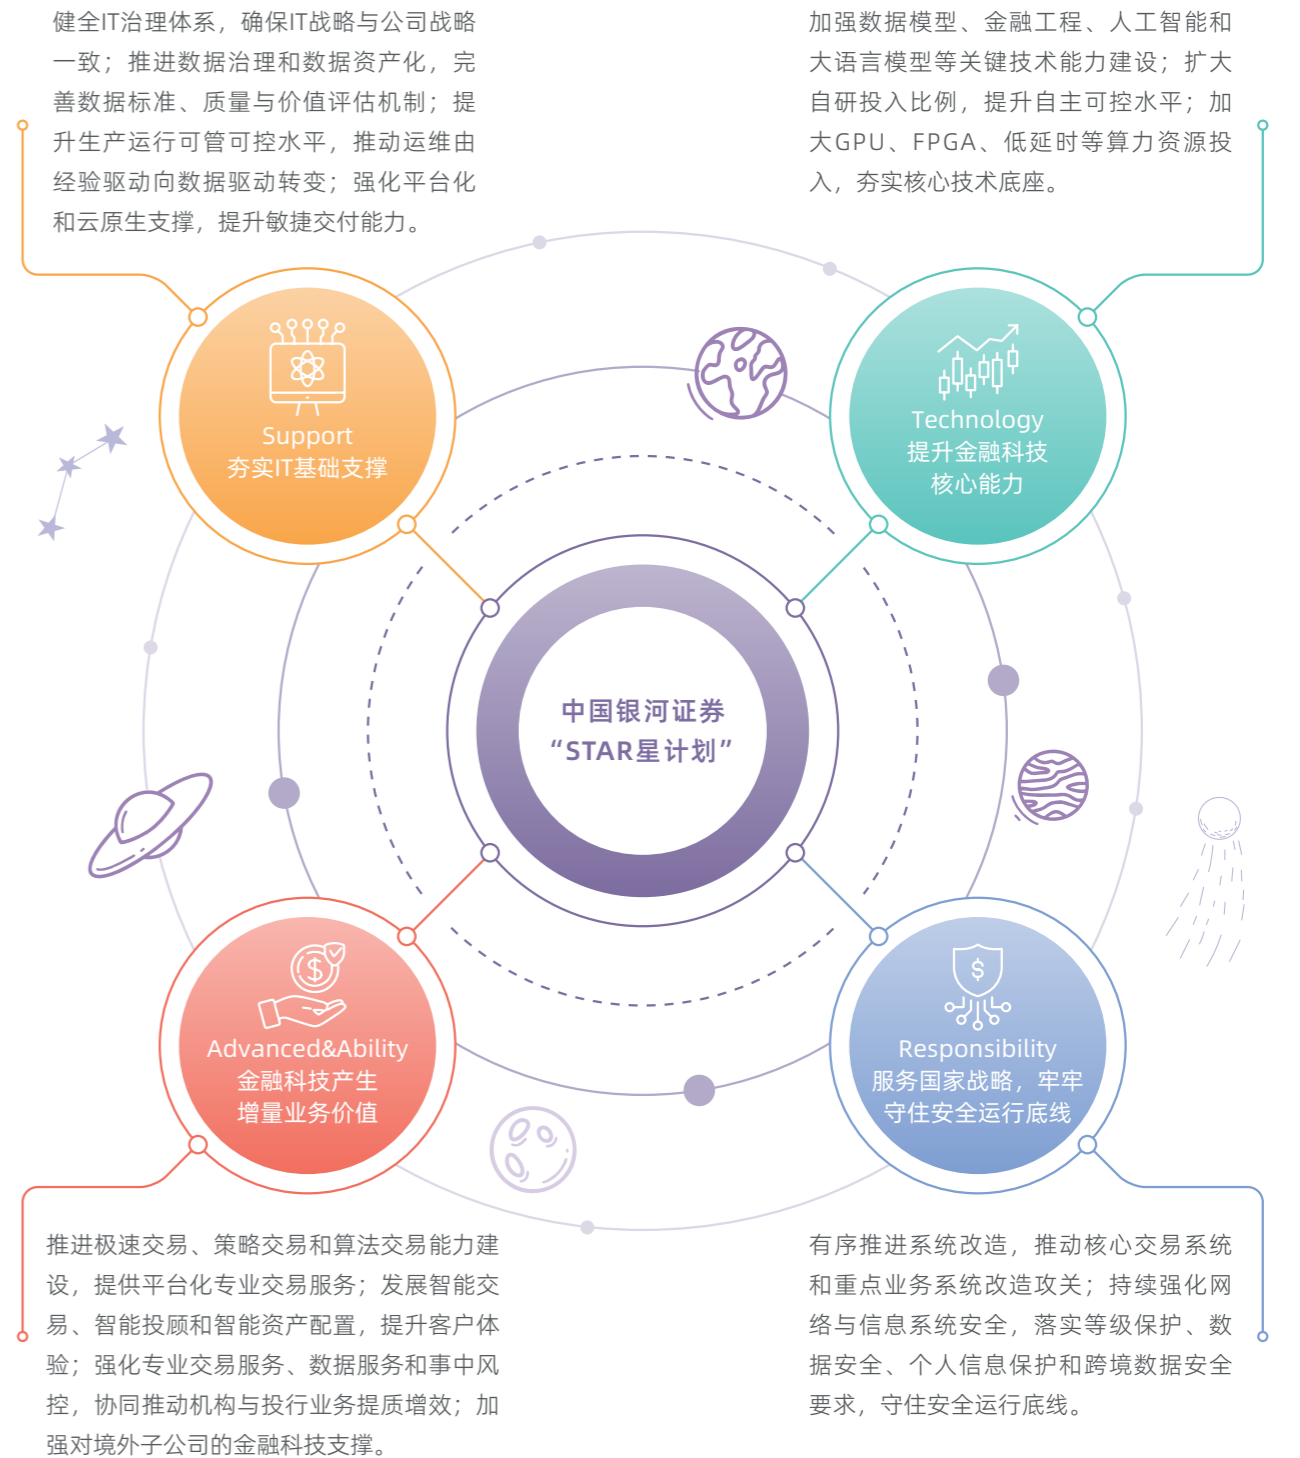 健全IT治理体系，确保IT战略与公司战略
一致；推进数据治理和数据资产化，完
善数据标准、质量与价值评估机制；提
升生产运行可管可控水平，推动运维由
经验驱动向数据驱动转变；强化平台化
和云原生支撑，提升敏捷交付能力。
加强数据模型、金融工程、人工智能和
大语言模型等关键技术能力建设；扩大
自研投入比例，提升自主可控水平；加
大GPU、FPGA、低延时等算力资源投
入，夯实核心技术底座。
Support
夯实IT基础支撑
Technology
提升金融科技
核心能力
中国银河证券
“STAR星计划”
Advanced&Ability
金融科技产生
增量业务价值
Responsibility
服务国家战略，牢牢
守住安全运行底线
推进极速交易、策略交易和算法交易能力建
设，提供平台化专业交易服务；发展智能交
易、智能投顾和智能资产配置，提升客户体
验；强化专业交易服务、数据服务和事中风
控，协同推动机构与投行业务提质增效；加
强对境外子公司的金融科技支撑。
有序推进系统改造，推动核心交易系统
和重点业务系统改造攻关；持续强化网
络与信息系统安全，落实等级保护、数
据安全、个人信息保护和跨境数据安全
要求，守住安全运行底线。